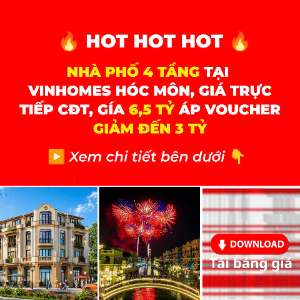 🔥 HOT HOT HOT 🔥
NHÀ PHỐ 4 TẦNG TẠI
VINHOMES HÓC MÔN, GIÁ TRỰC
TIẾP CĐT, GÍA 6,5 TỶ ÁP VOUCHER
GIẢM ĐẾN 3 TỶ
▶️ Xem chi tiết bên dưới 👇
DOWNLOAD
Tải bảng giá